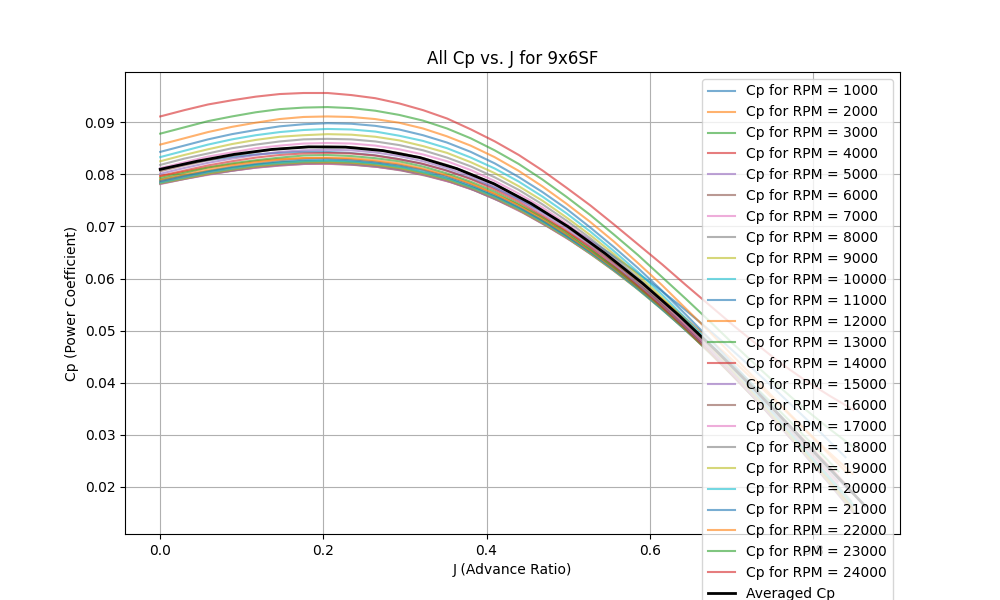 All Cp vs. J for 9x6SF
Cp (Power Coefficient)
0.09
0.08
0.07
0.06
0.05
0.04
0.03
0.02
0.0
0.2
0.4
0.6
J (Advance Ratio)
Cp for RPM = 1000
Cp for RPM = 2000
Cp for RPM = 3000
Cp for RPM = 4000
Cp for RPM = 5000
Cp for RPM = 6000
Cp for RPM = 7000
Cp for RPM = 8000
Cp for RPM = 9000
Cp for RPM = 10000
Cp for RPM = 11000
Cp for RPM = 12000
Cp for RPM = 13000
Cp for RPM = 14000
Cp for RPM = 15000
Cp for RPM = 16000
Cp for RPM = 17000
Cp for RPM = 18000
Cp for RPM = 19000
Cp for RPM = 20000
Cp for RPM = 21000
Cp for RPM = 22000
Cp for RPM = 23000
Cp for RPM = 24000
Averaged Cp